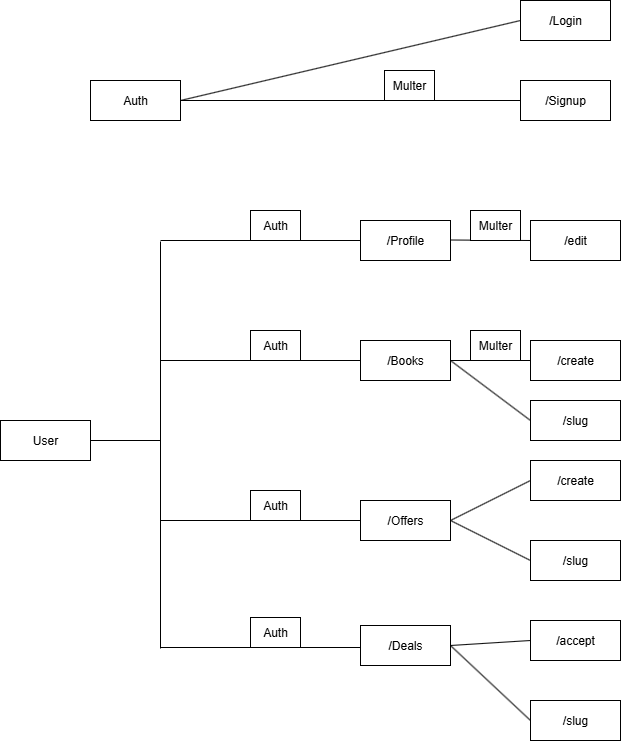 /Login
Multer
Auth
/Signup
Auth
Multer
/Profile
/edit
Auth
Multer
/Books
/create
/slug
User
/create
Auth
/Offers
/slug
Auth
/accept
/Deals
/slug